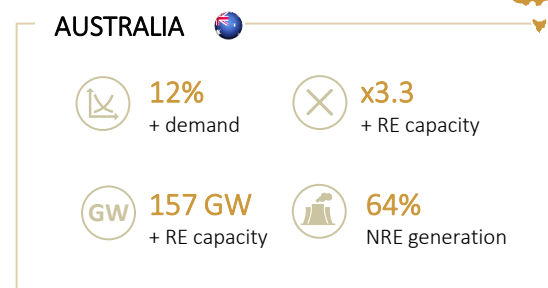 AUSTRALIA
12%
+ demand
x3.3
+ RE capacity
GW
157 GW
+ RE capacity
64%
NRE generation